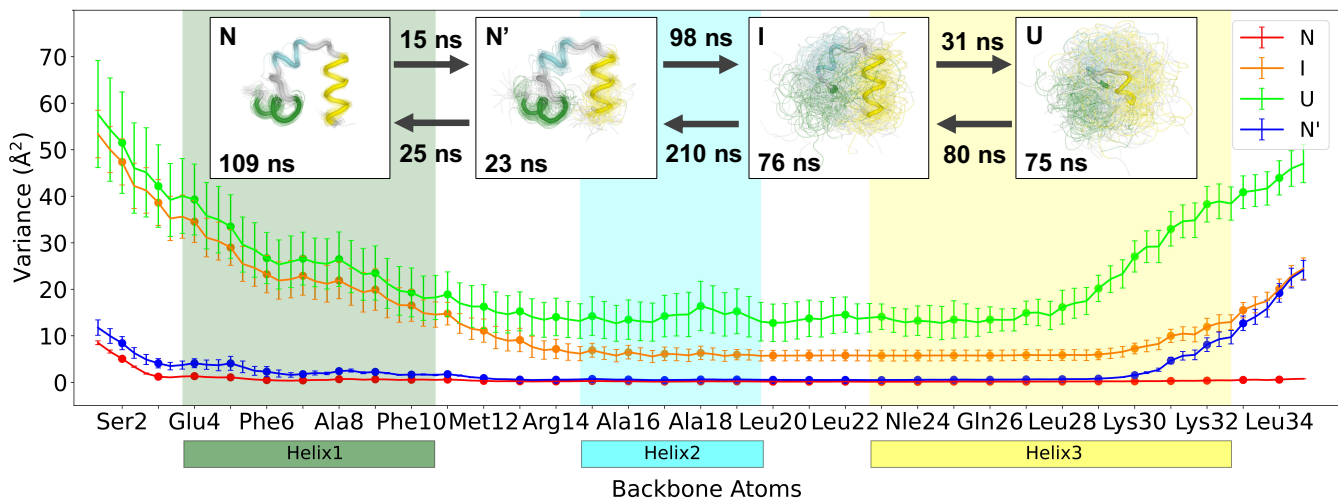 N
15 ns
N'
98 ns
I
31 ns
U
109 ns
25 ns
23 ns
210 ns
76 ns
80 ns
75 ns
N
I
U
N'
Variance (Å²)
70
60
50
40
30
20
10
0
Ser2 Glu4 Phe6 Ala8 Phe10 Met12 Arg14 Ala16 Ala18 Leu20 Leu22 Nle24 Gln26 Leu28 Lys30 Lys32 Leu34
Helix1 Helix2 Helix3
Backbone Atoms